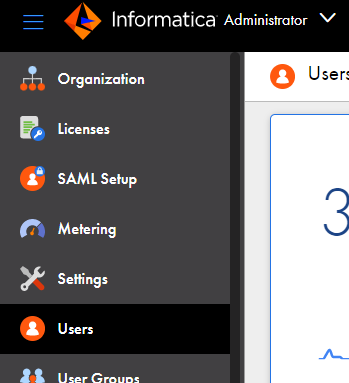 Informatica Administrator
Organization
Users
Licenses
SAML Setup
Metering
3
Settings
Users
User Groups